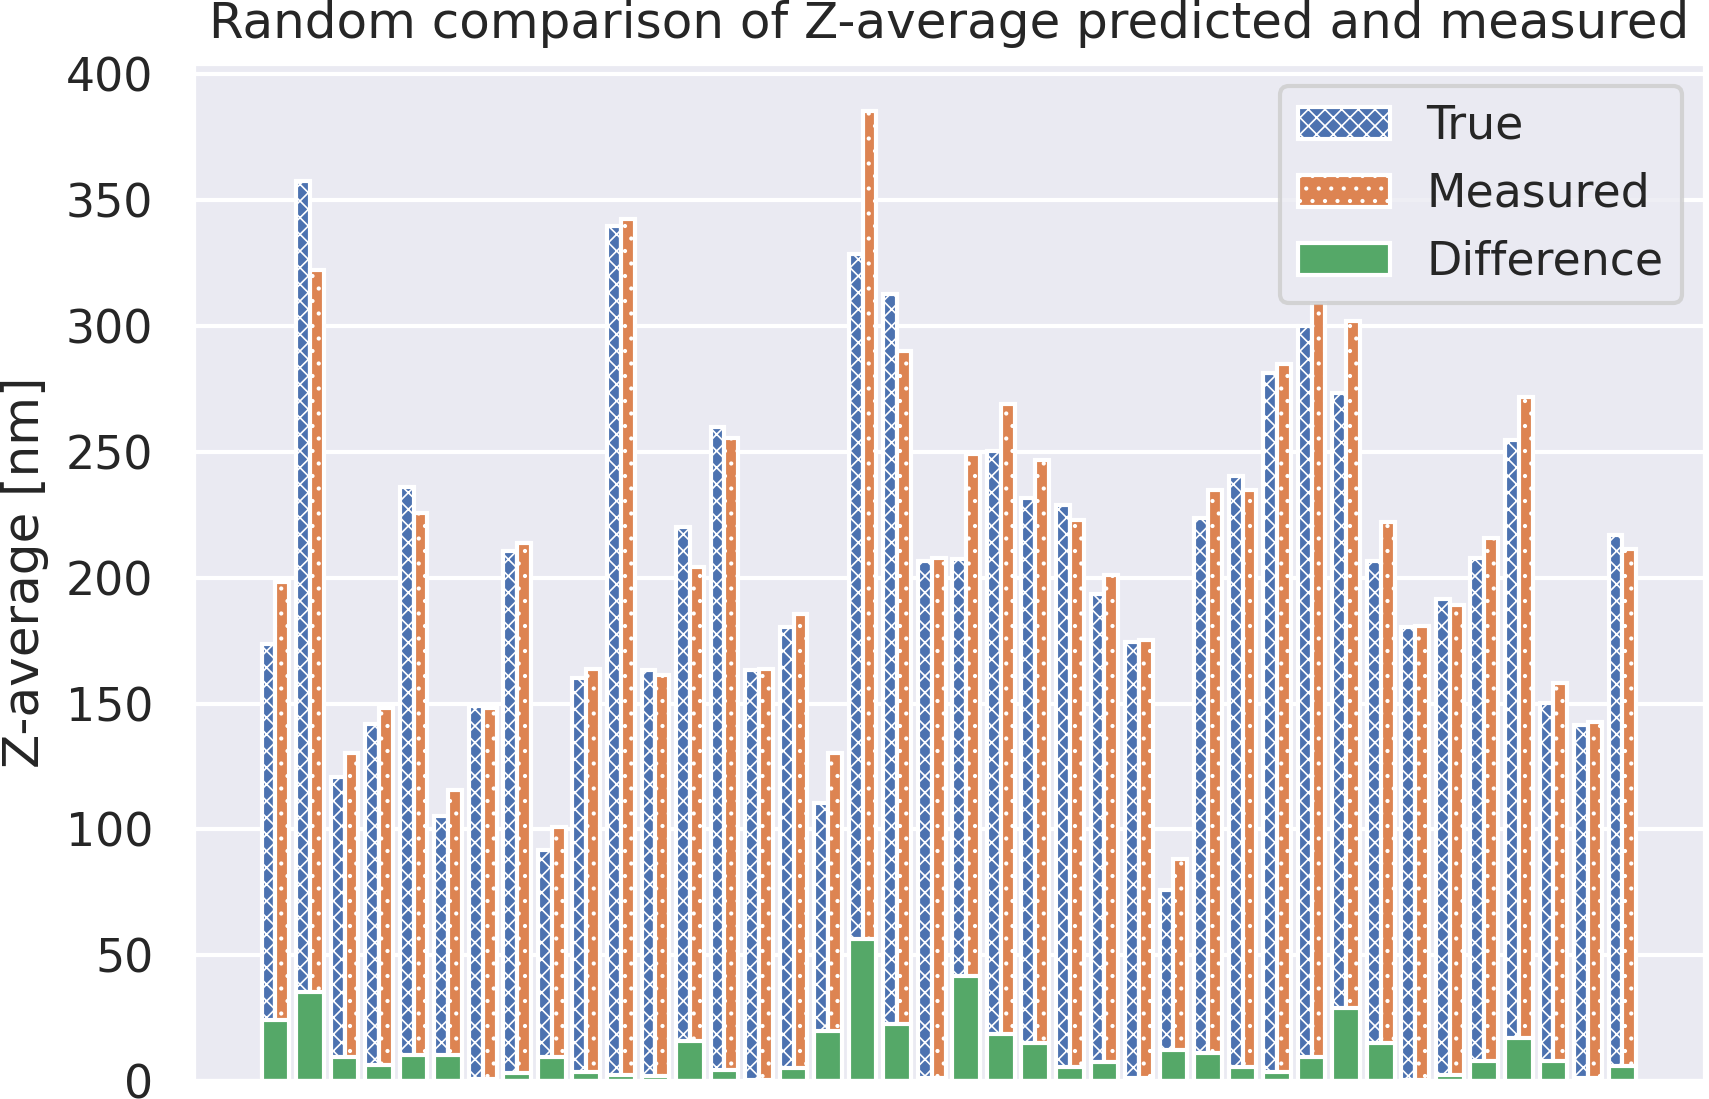 Random comparison of Z-average predicted and measured
Z-average [nm]
400
350
300
250
200
150
100
50
0
True
Measured
Difference